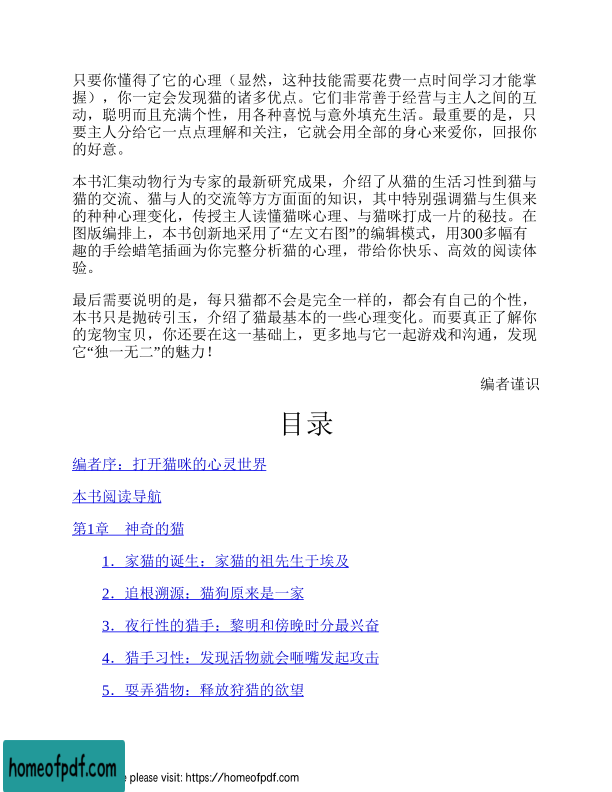 只要你懂得了它的心理（显然，这种技能需要花费一点时间学习才能掌
握），你一定会发现猫的诸多优点。它们非常善于经营与主人之间的互
动，聪明而且充满个性，用各种喜悦与意外填充生活。最重要的是，只
要主人分给它一点点理解和关注，它就会用全部的身心来爱你，回报你
的好意。
本书汇集动物行为专家的最新研究成果，介绍了从猫的生活习性到猫与
猫的交流、猫与人的交流等方方面面的知识，其中特别强调猫与生俱来
的种种心理变化，传授主人读懂猫咪心理、与猫咪打成一片的秘技。在
图版编排上，本书创新地采用了“左文右图”的编辑模式，用300多幅有
趣的手绘蜡笔插画为你完整分析猫的心理，带给你快乐、高效的阅读体
验。
最后需要说明的是，每只猫都不会是完全一样的，都会有自己的个性，
本书只是抛砖引玉，介绍了猫最基本的一些心理变化。而要真正了解你
的宠物宝贝，你还要在这一基础上，更多地与它一起游戏和沟通，发现
它“独一无二”的魅力！
编者谨识
目录
编者序：打开猫咪的心灵世界
本书阅读导航
第1章　神奇的猫
1．家猫的诞生：家猫的祖先生于埃及
2．追根溯源：猫狗原来是一家
3．夜行性的猎手：黎明和傍晚时分最兴奋
4．猎手习性：发现活物就会咂嘴发起攻击
5．耍弄猎物：释放狩猎的欲望
homeofpdf.com
e please visit: https://homeofpdf.com